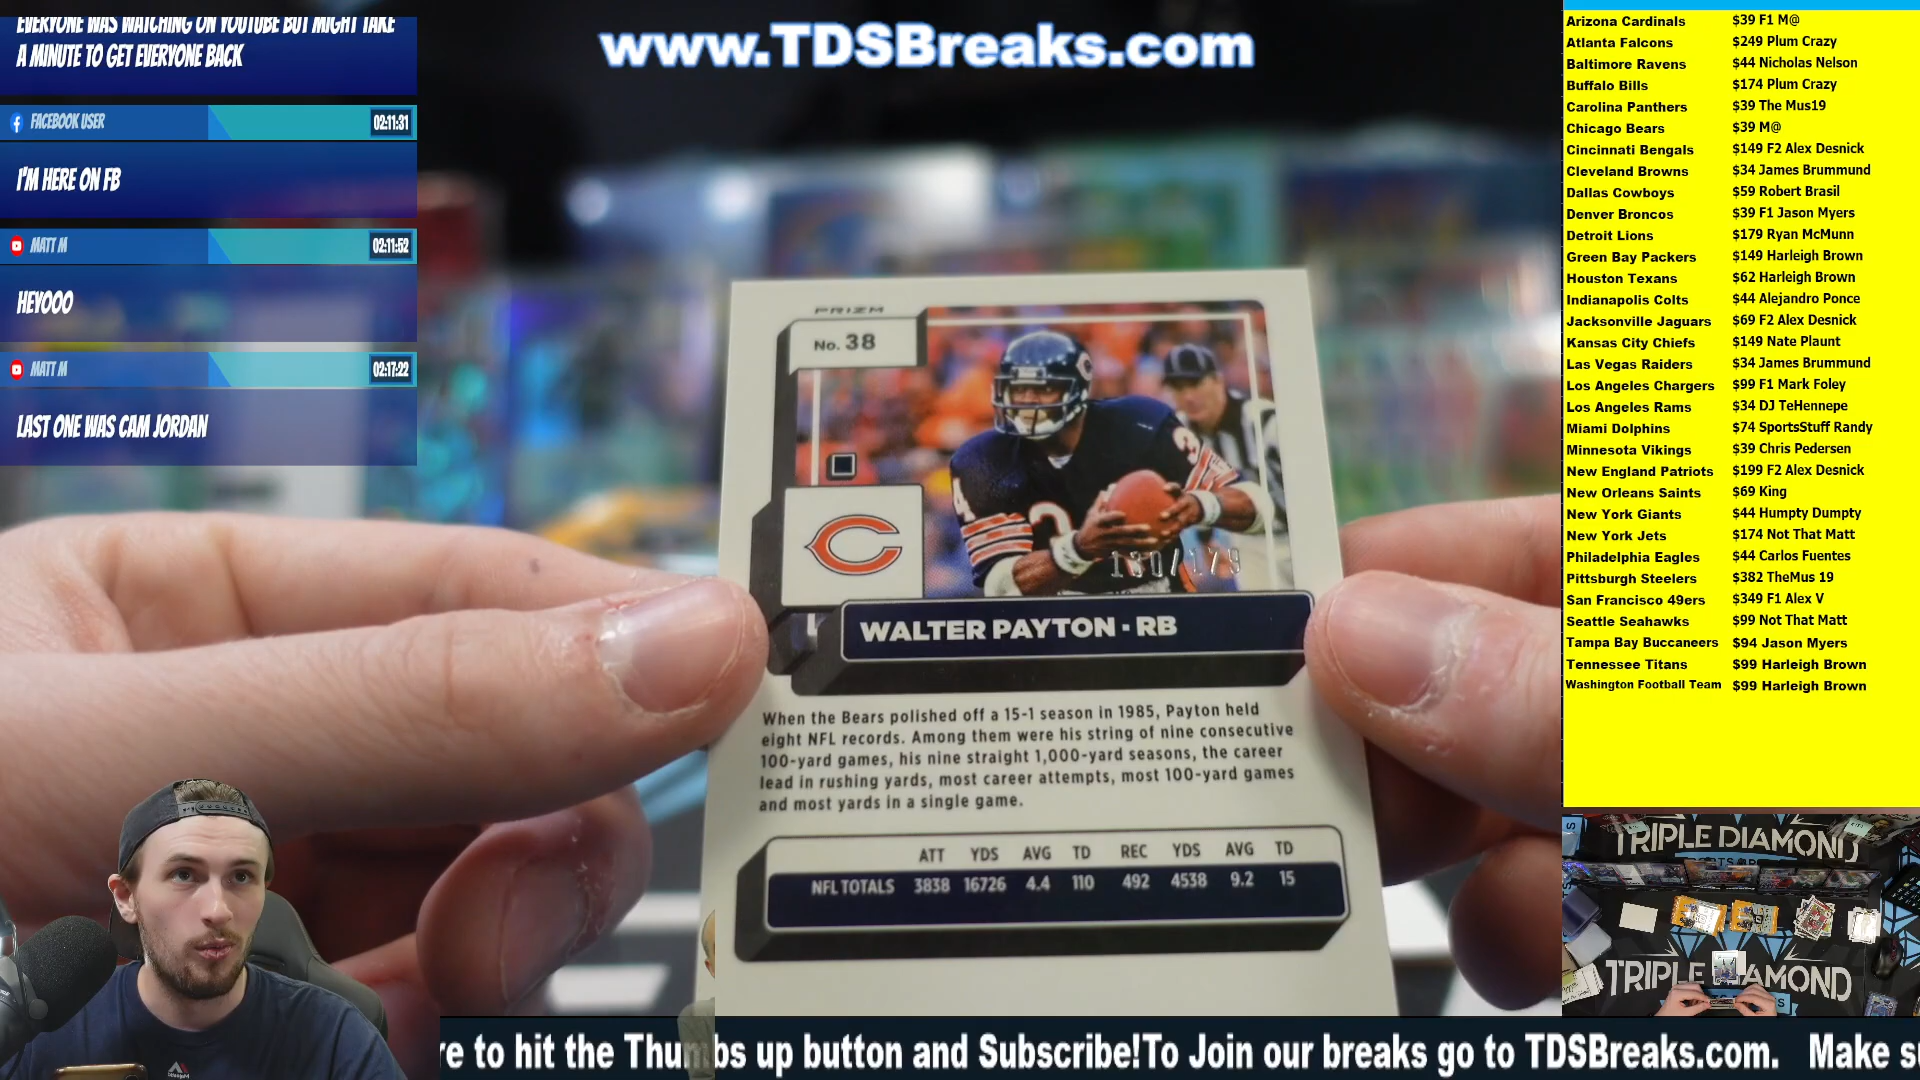 EVERYONE WAS WATCHING ON YOUTUBE BUT MIGHT TAKE
A MINUTE TO GET EVERYONE BACK
FACEBOOK USER
02:11:31
I'M HERE ON FB
MATT M
02:11:52
HEYOOO
MATT M
02:17:22
LAST ONE WAS CAM JORDAN
www.TDSBreaks.com
PRIZM
No. 38
130/179
WALTER PAYTON · RB
When the Bears polished off a 15-1 season in 1985, Payton held
eight NFL records. Among them were his string of nine consecutive
100-yard games, his nine straight 1,000-yard seasons, the career
lead in rushing yards, most career attempts, most 100-yard games
and most yards in a single game.
ATT YDS AVG TD REC YDS AVG TD
NFL TOTALS 3838 16726 4.4 110 492 4538 9.2 15
Arizona Cardinals $39 F1 M@
Atlanta Falcons $249 Plum Crazy
Baltimore Ravens $44 Nicholas Nelson
Buffalo Bills $174 Plum Crazy
Carolina Panthers $39 The Mus19
Chicago Bears $39 M@
Cincinnati Bengals $149 F2 Alex Desnick
Cleveland Browns $34 James Brummund
Dallas Cowboys $59 Robert Brasil
Denver Broncos $39 F1 Jason Myers
Detroit Lions $179 Ryan McMunn
Green Bay Packers $149 Harleigh Brown
Houston Texans $62 Harleigh Brown
Indianapolis Colts $44 Alejandro Ponce
Jacksonville Jaguars $69 F2 Alex Desnick
Kansas City Chiefs $149 Nate Plaunt
Las Vegas Raiders $34 James Brummund
Los Angeles Chargers $99 F1 Mark Foley
Los Angeles Rams $34 DJ TeHennepe
Miami Dolphins $74 SportsStuff Randy
Minnesota Vikings $39 Chris Pedersen
New England Patriots $199 F2 Alex Desnick
New Orleans Saints $69 King
New York Giants $44 Humpty Dumpty
New York Jets $174 Not That Matt
Philadelphia Eagles $44 Carlos Fuentes
Pittsburgh Steelers $382 TheMus 19
San Francisco 49ers $349 F1 Alex V
Seattle Seahawks $99 Not That Matt
Tampa Bay Buccaneers $94 Jason Myers
Tennessee Titans $99 Harleigh Brown
Washington Football Team $99 Harleigh Brown
TRIPLE DIAMOND
TRIPLE DIAMOND
re to hit the Thumbs up button and Subscribe!To Join our breaks go to TDSBreaks.com. Make su